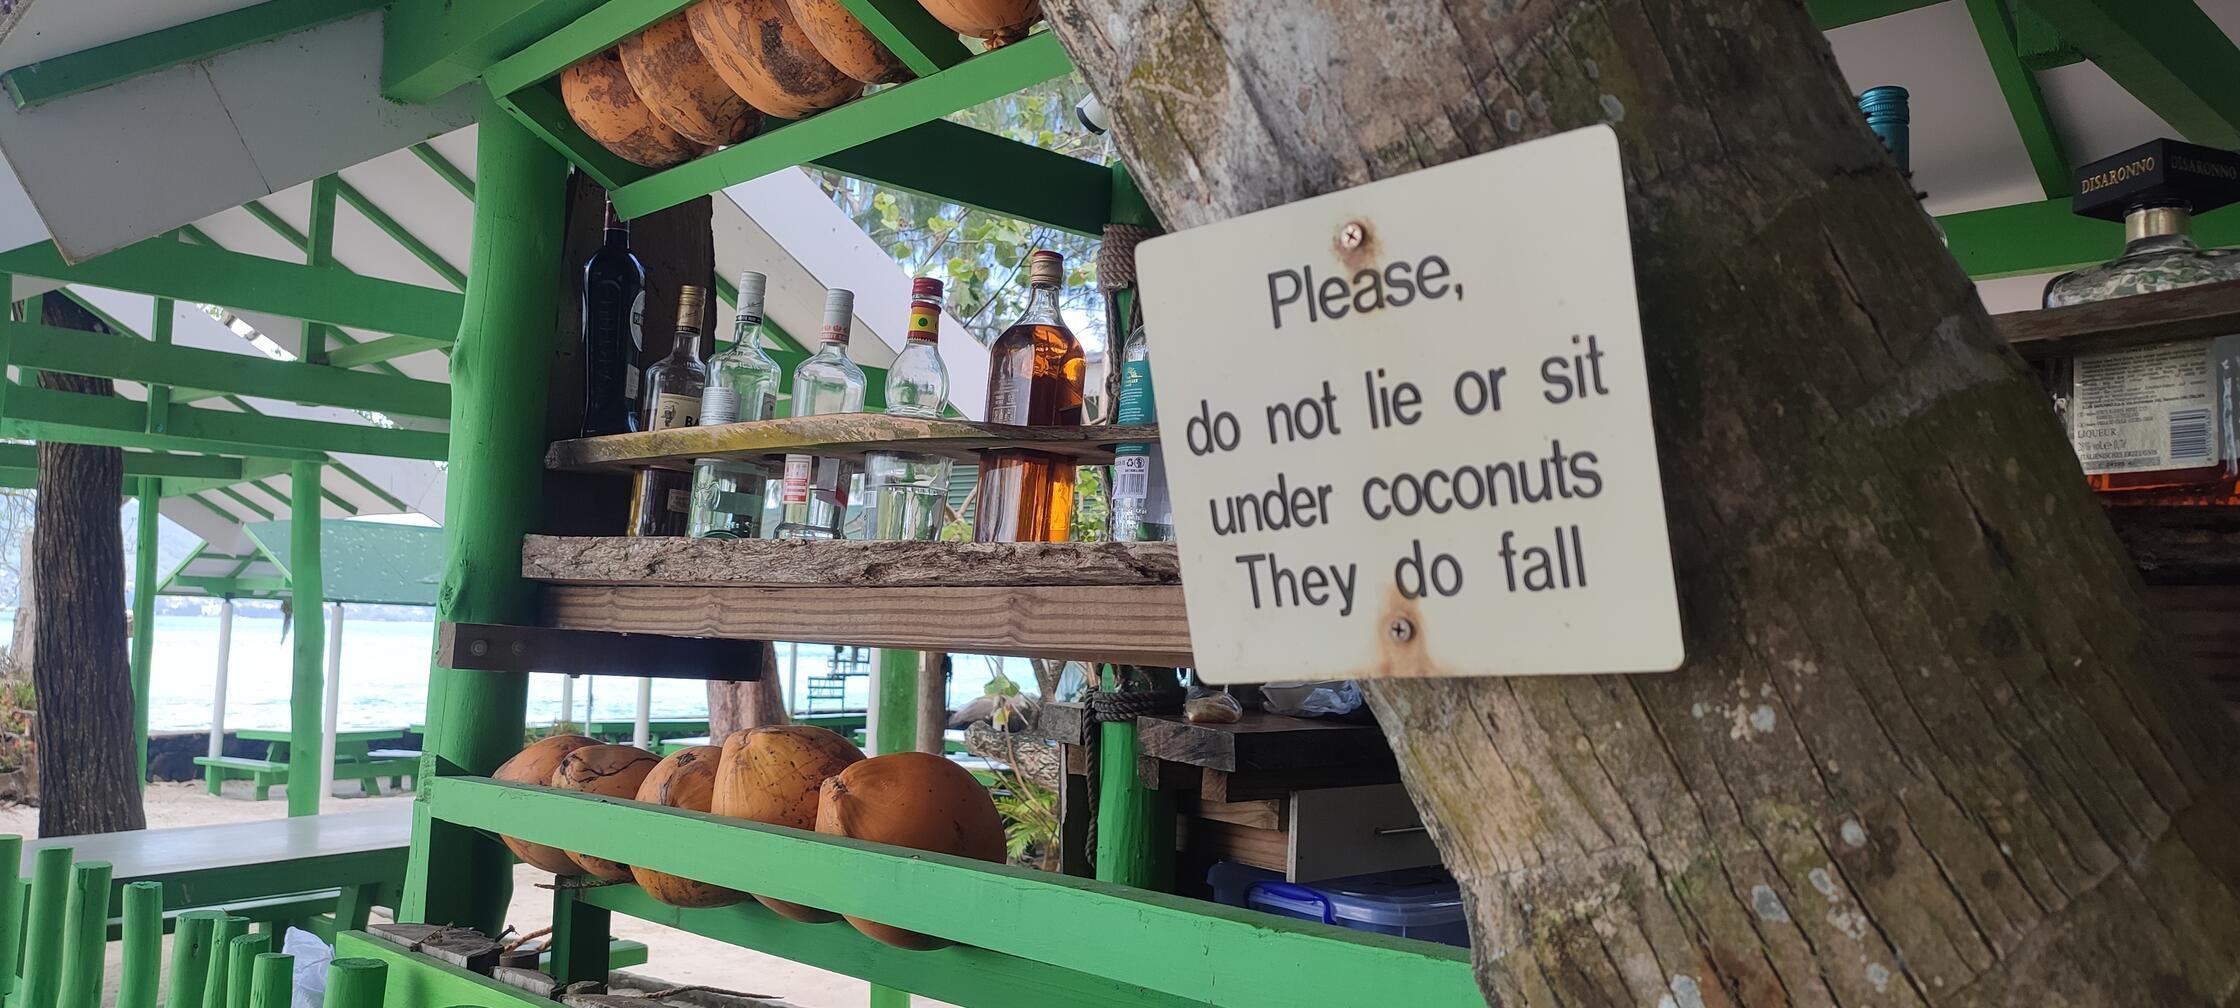 Please,
do not lie or sit
under coconuts
They do fall
DISARONNO
DISARONNO
LIQUEUR